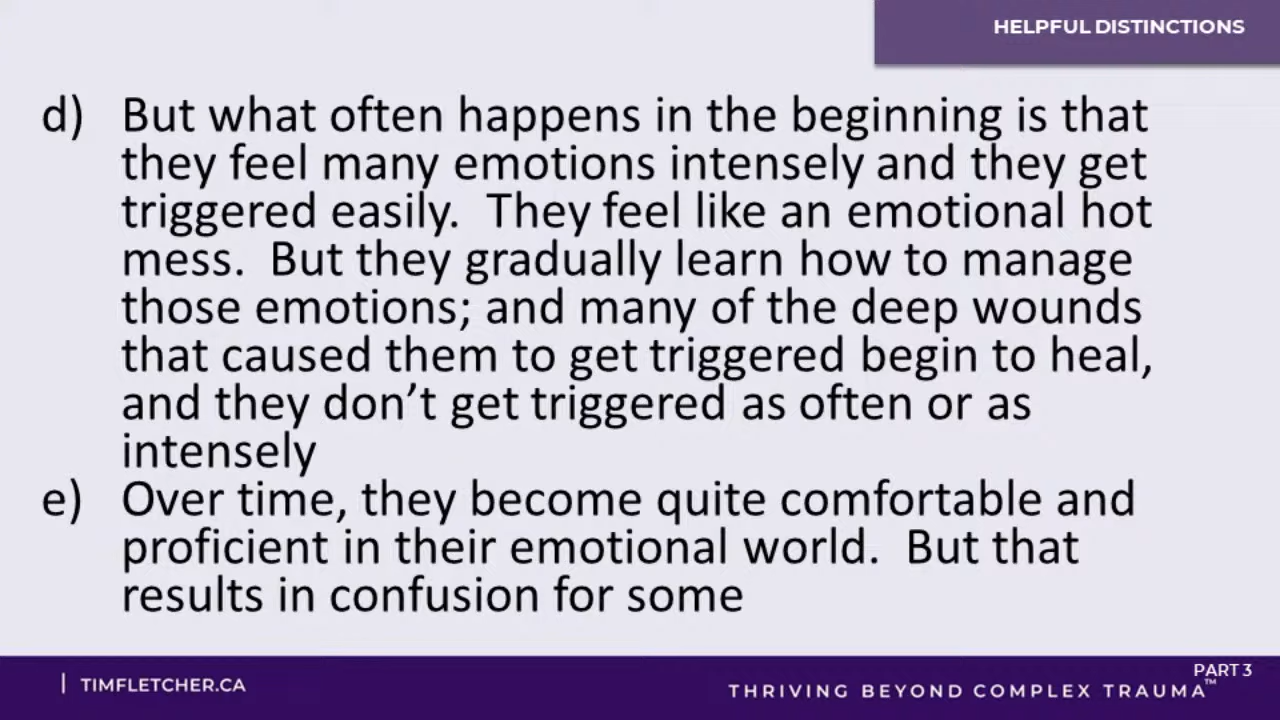 HELPFUL DISTINCTIONS
d) But what often happens in the beginning is that
they feel many emotions intensely and they get
triggered easily.  They feel like an emotional hot
mess.  But they gradually learn how to manage
those emotions; and many of the deep wounds
that caused them to get triggered begin to heal,
and they don’t get triggered as often or as
intensely
e) Over time, they become quite comfortable and
proficient in their emotional world.  But that
results in confusion for some
| TIMFLETCHER.CA
PART 3
THRIVING BEYOND COMPLEX TRAUMA™